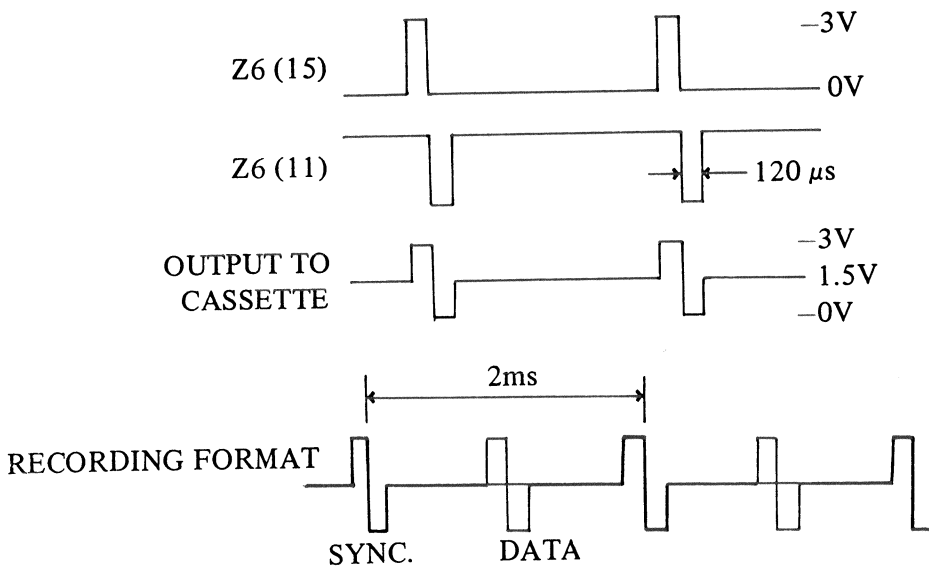 –3V
Z6 (15)
0V
Z6 (11)
120 μs
–3V
OUTPUT TO
CASSETTE
1.5V
–0V
2ms
RECORDING FORMAT
SYNC.
DATA